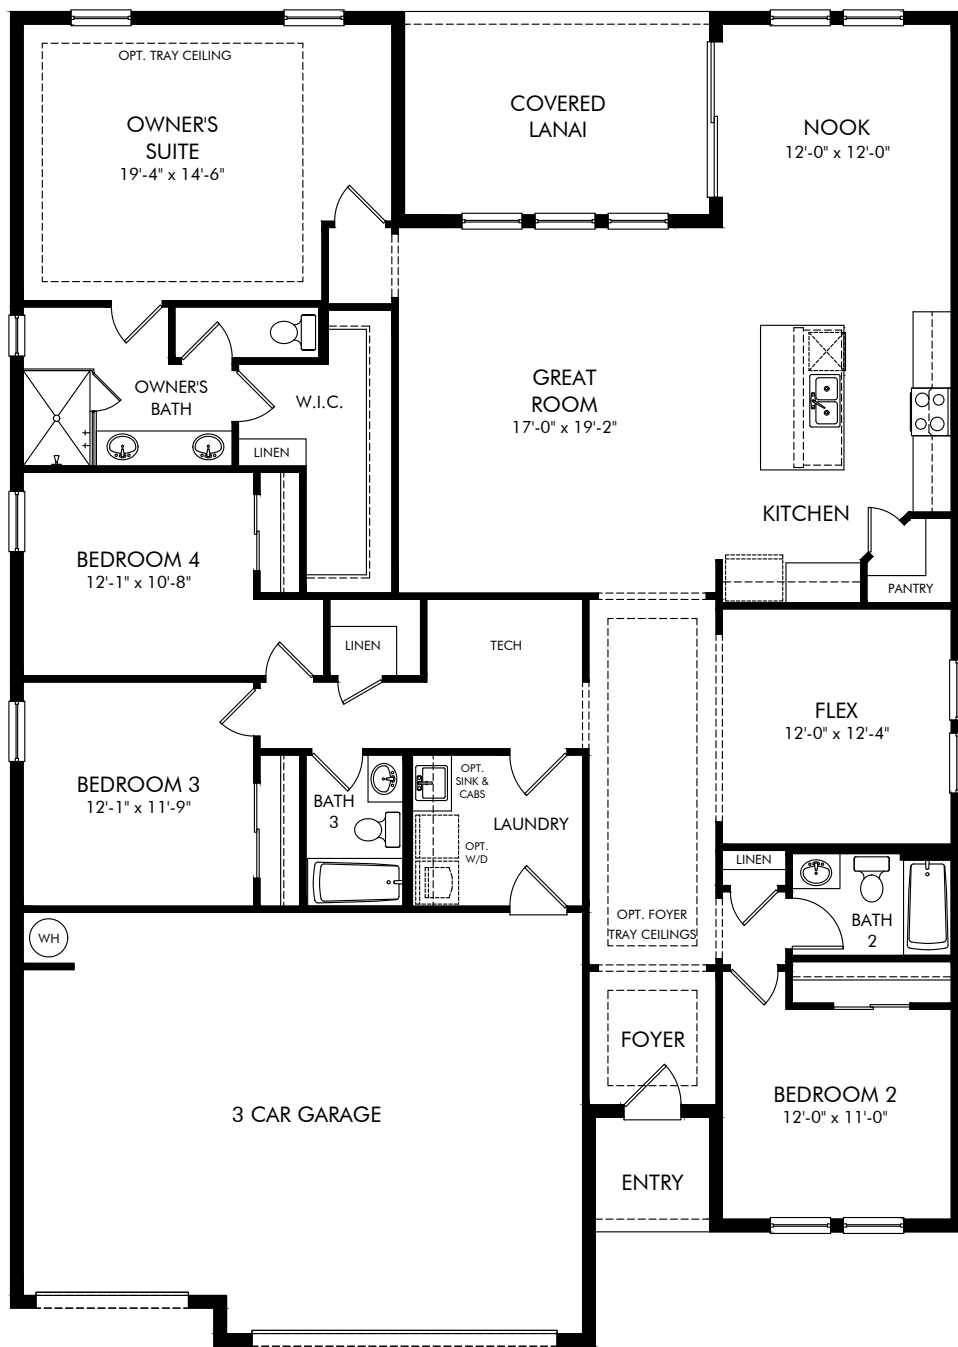 OPT. TRAY CEILING
OWNER'S
SUITE
19'-4" x 14'-6"
COVERED
LANAI
NOOK
12'-0" x 12'-0"
OWNER'S
BATH
W.I.C.
LINEN
GREAT
ROOM
17'-0" x 19'-2"
KITCHEN
PANTRY
BEDROOM 4
12'-1" x 10'-8"
LINEN
TECH
FLEX
12'-0" x 12'-4"
BEDROOM 3
12'-1" x 11'-9"
BATH
3
OPT.
SINK &
CABS
LAUNDRY
OPT.
W/D
LINEN
BATH
2
OPT. FOYER
TRAY CEILINGS
WH
FOYER
BEDROOM 2
12'-0" x 11'-0"
3 CAR GARAGE
ENTRY